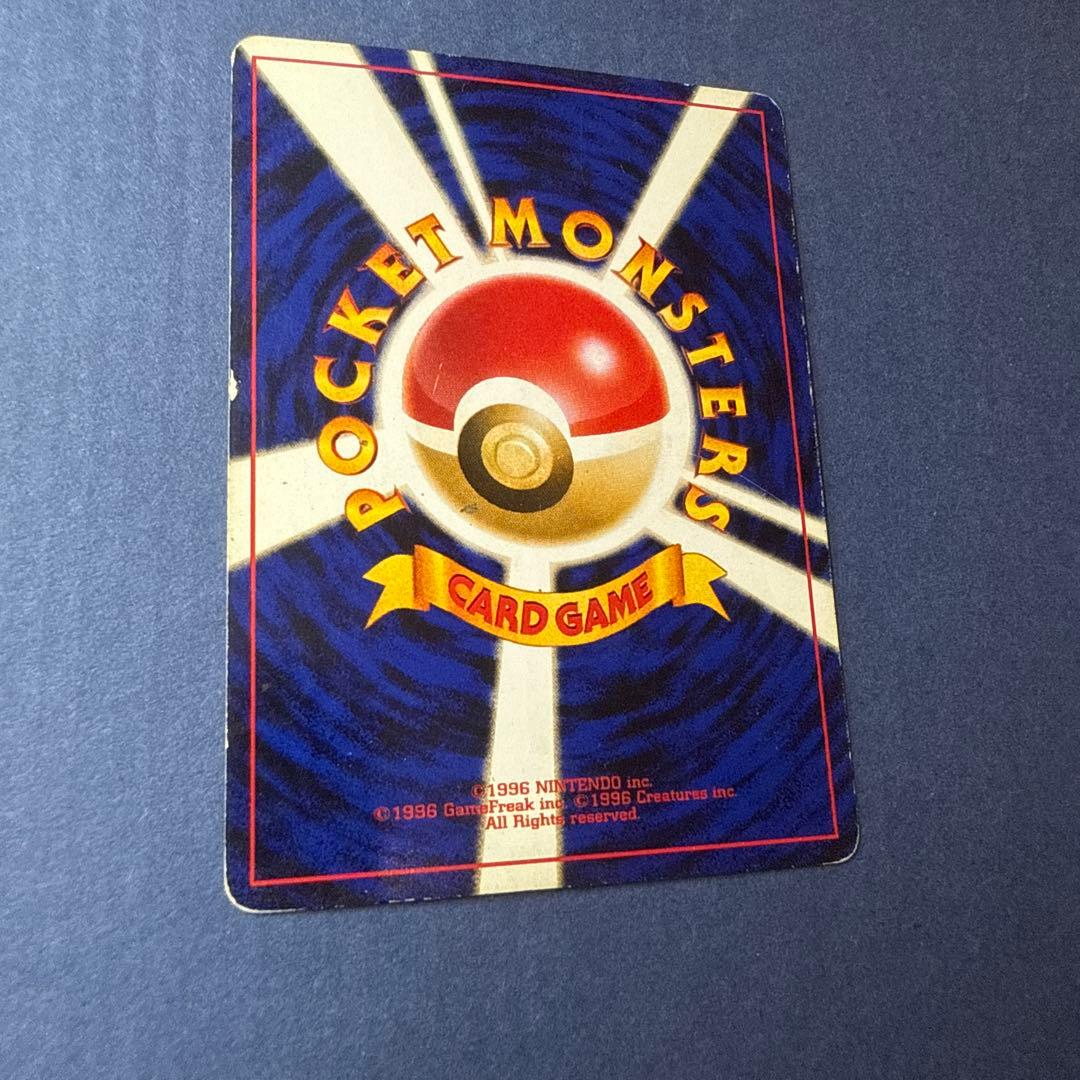 POCKET MONSTERS
CARD GAME
©1996 NINTENDO inc.
©1996 GameFreak inc. ©1996 Creatures inc.
All Rights reserved.